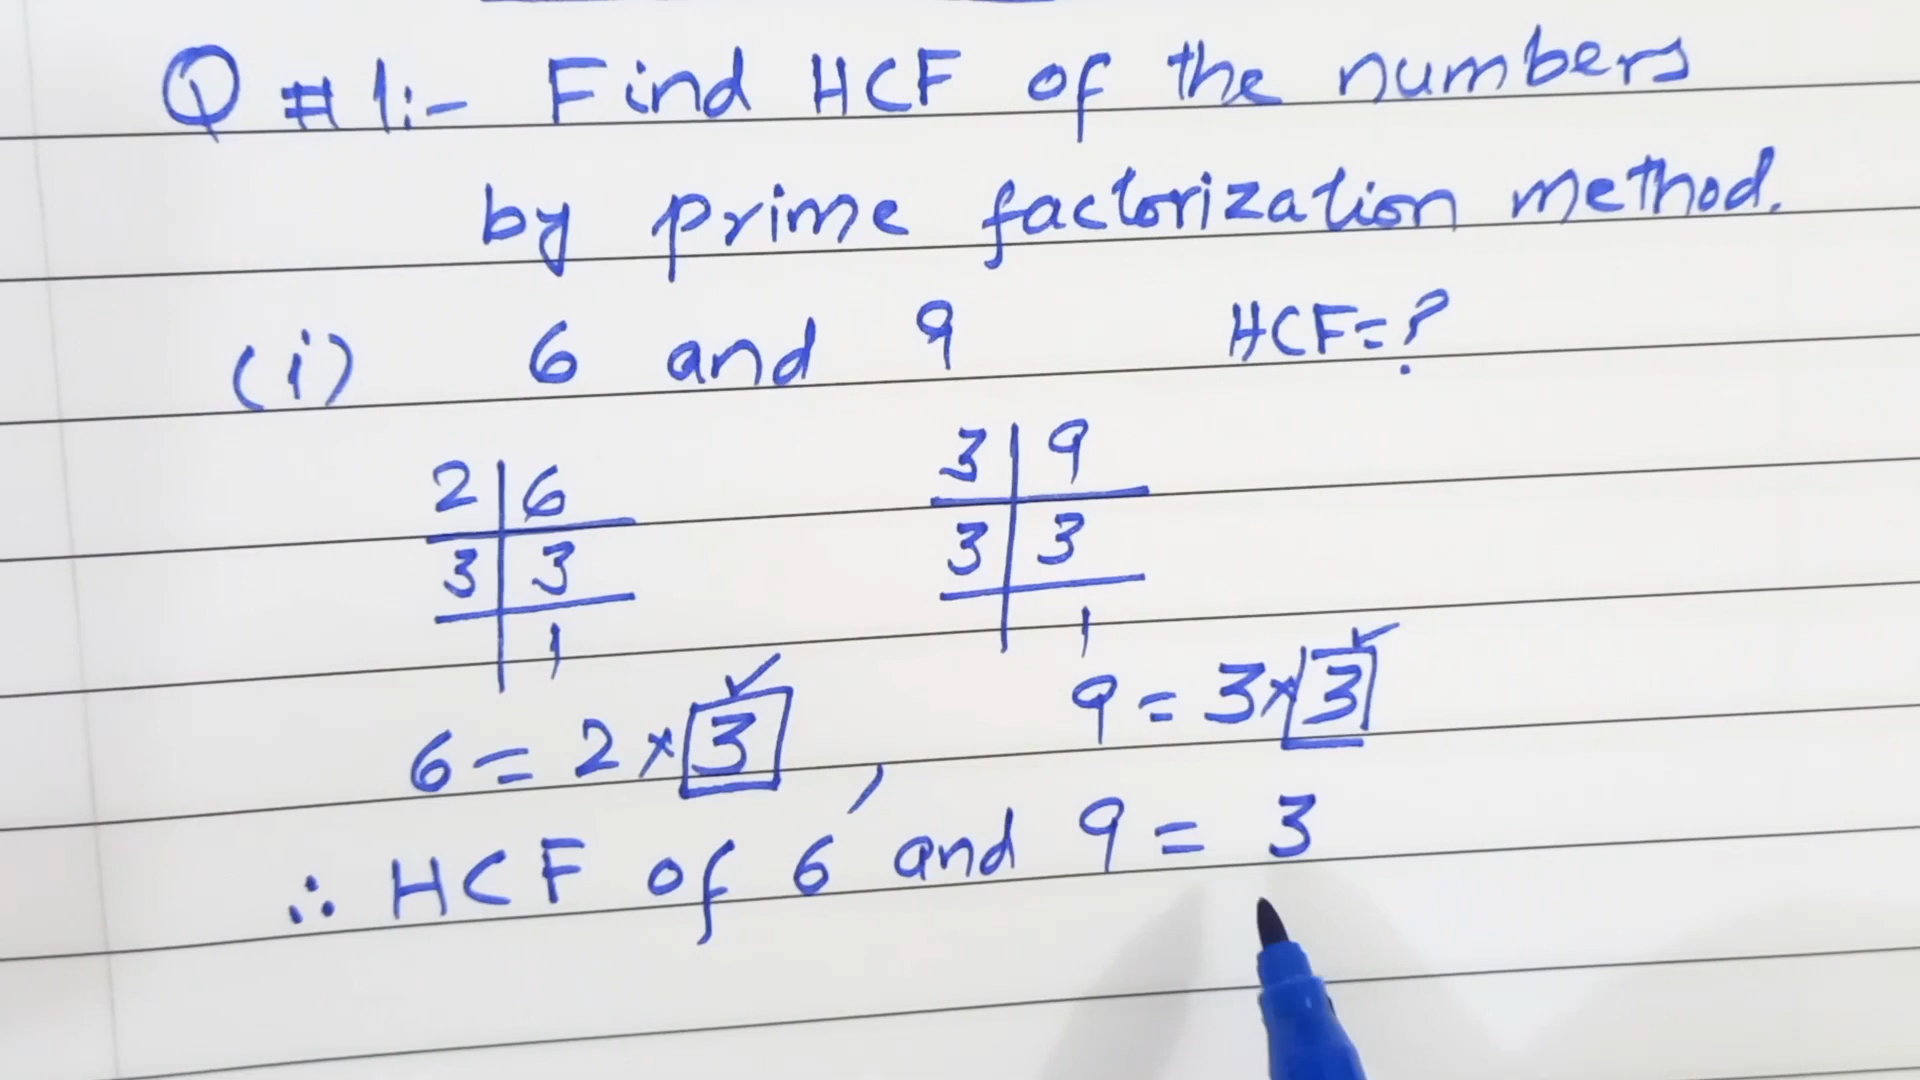 Q #1:- Find HCF of the numbers
by prime factorization method.
(i) 6 and 9 HCF=?
2 | 6
3 | 3
1
3 | 9
3 | 3
1
6 = 2 × 3 , 9 = 3 × 3
∴ HCF of 6 and 9 = 3